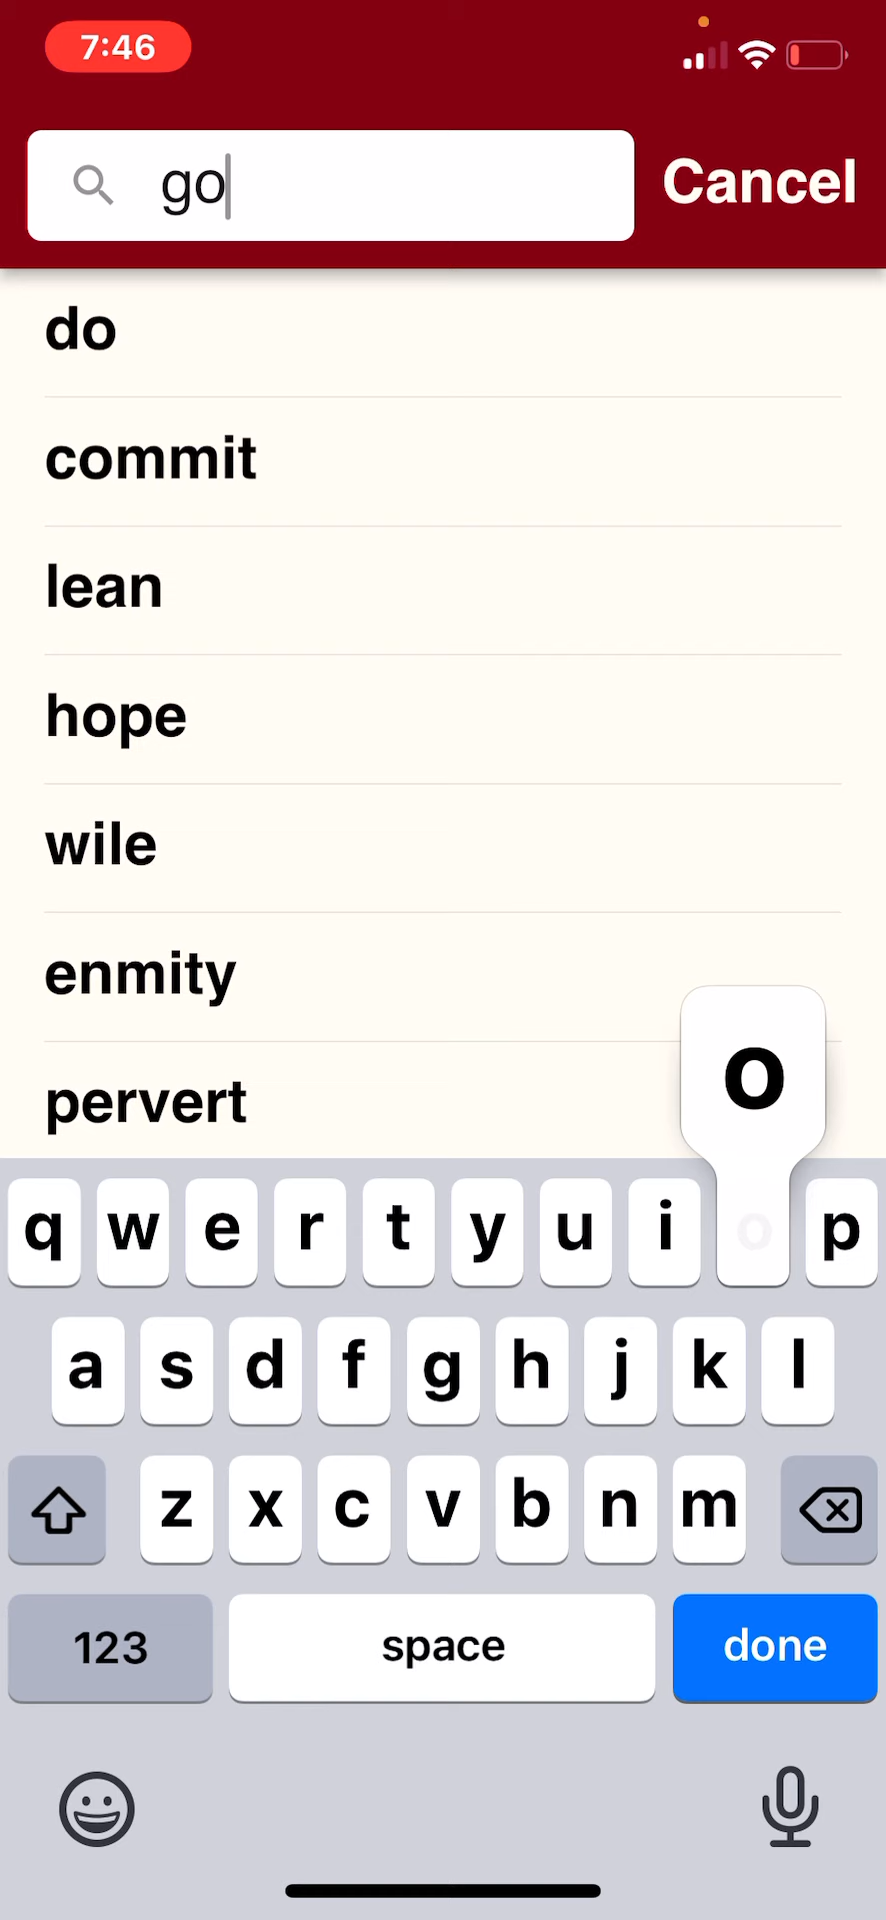 7:46
go
Cancel
do
commit
lean
hope
wile
enmity
pervert
o
q w e r t y u i o p
a s d f g h j k l
z x c v b n m
123 space done